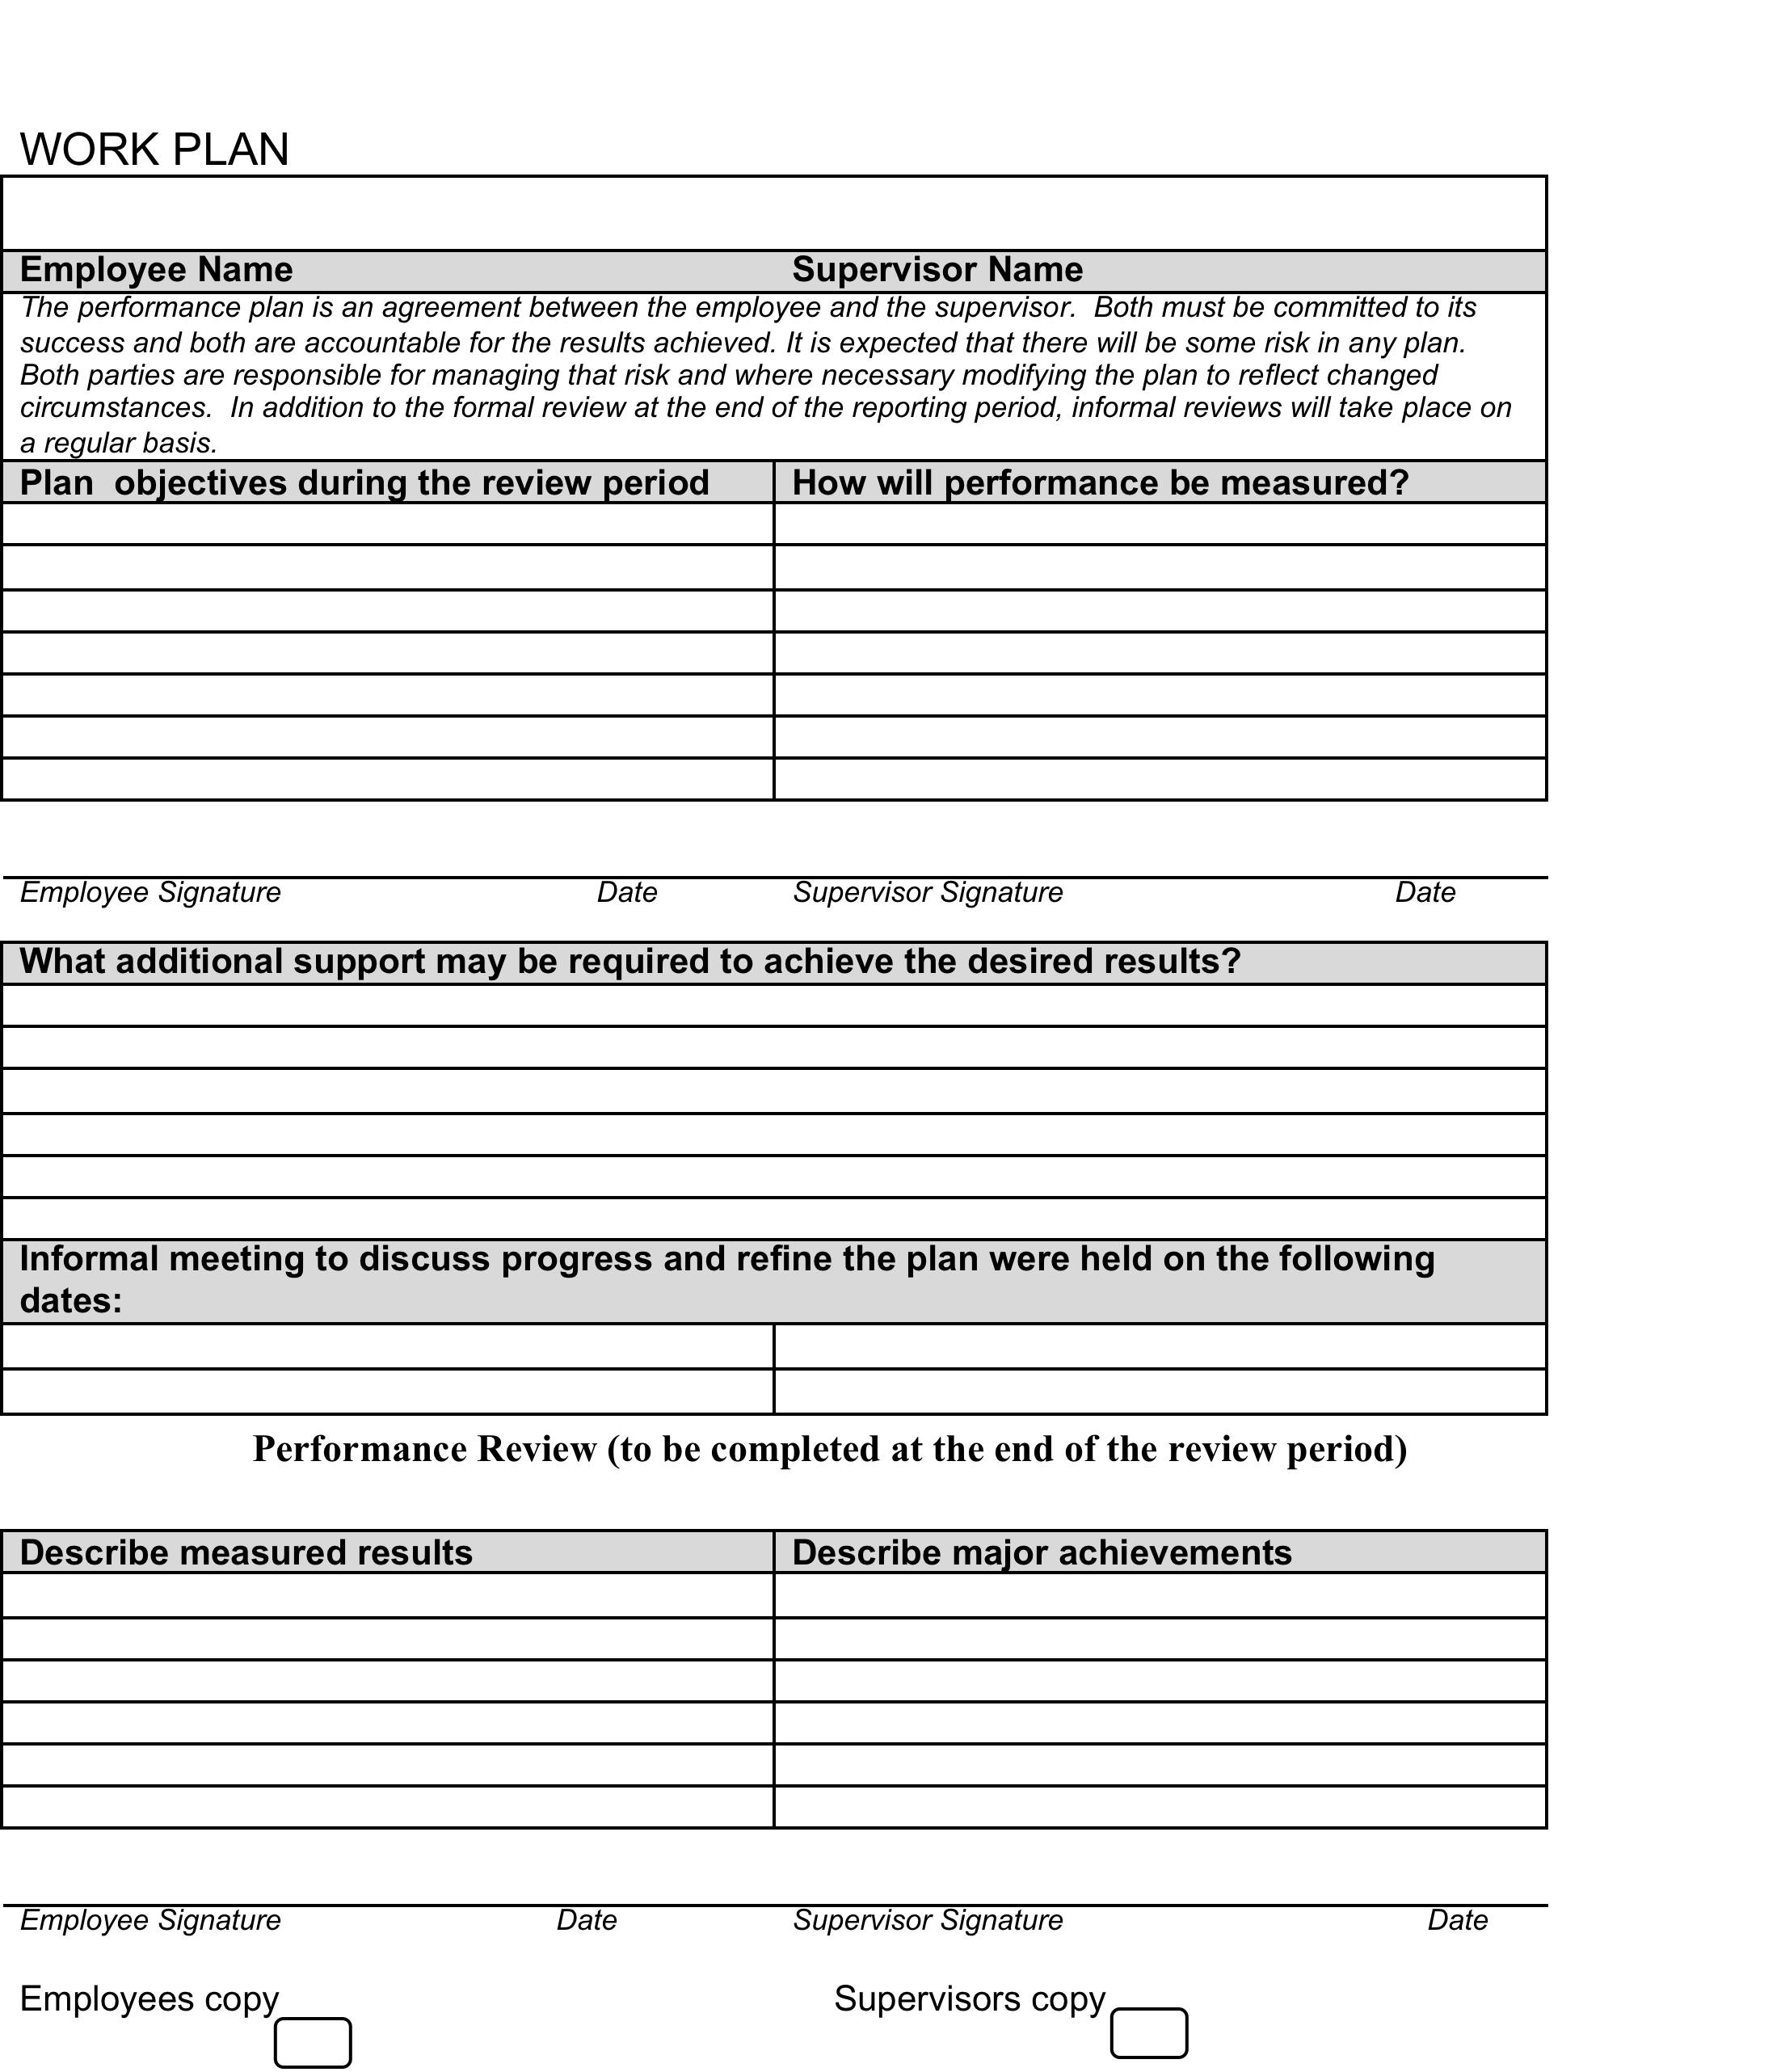 WORK PLAN
Employee Name Supervisor Name
The performance plan is an agreement between the employee and the supervisor.  Both must be committed to its
success and both are accountable for the results achieved. It is expected that there will be some risk in any plan.
Both parties are responsible for managing that risk and where necessary modifying the plan to reflect changed
circumstances.  In addition to the formal review at the end of the reporting period, informal reviews will take place on
a regular basis.
Plan  objectives during the review period How will performance be measured?
Employee Signature Date Supervisor Signature Date
What additional support may be required to achieve the desired results?
Informal meeting to discuss progress and refine the plan were held on the following
dates:
Performance Review (to be completed at the end of the review period)
Describe measured results Describe major achievements
Employee Signature Date Supervisor Signature Date
Employees copy Supervisors copy